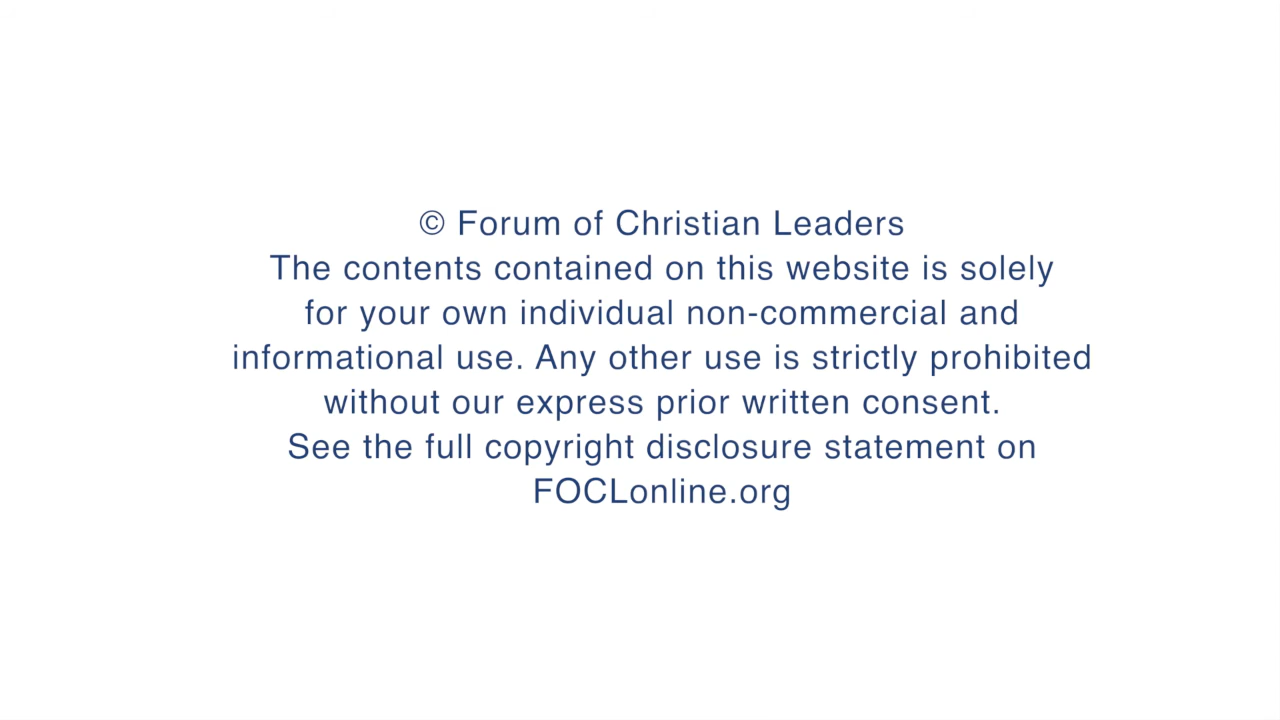 © Forum of Christian Leaders
The contents contained on this website is solely
for your own individual non-commercial and
informational use. Any other use is strictly prohibited
without our express prior written consent.
See the full copyright disclosure statement on
FOCLonline.org